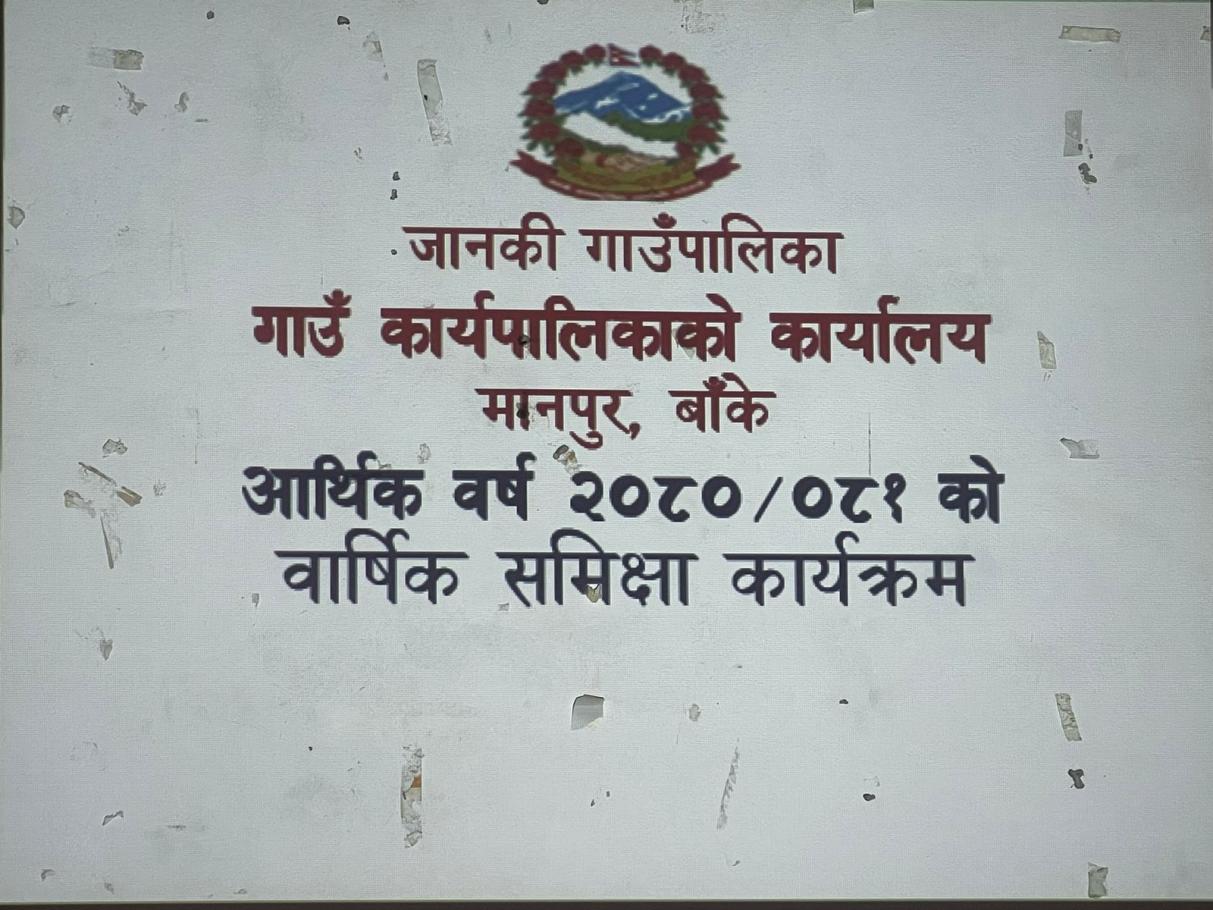 जानकी गाउँपालिका
गाउँ कार्यपालिकाको कार्यालय
मानपुर, बाँके
आर्थिक वर्ष २०८०/०८१ को
वार्षिक समिक्षा कार्यक्रम